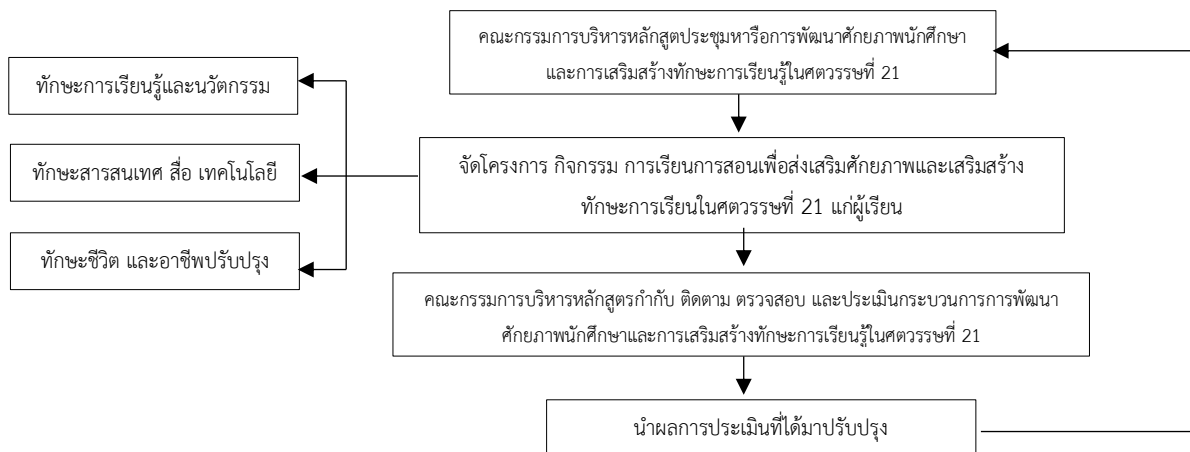 คณะกรรมการบริหารหลักสูตประชุมหารือการพัฒนาศักยภาพนักศึกษา
และการเสริมสร้างทักษะการเรียนรู้ในศตวรรษที่ 21
ทักษะการเรียนรู้และนวัตกรรม
ทักษะสารสนเทศ สื่อ เทคโนโลยี
ทักษะชีวิต และอาชีพปรับปรุง
จัดโครงการ กิจกรรม การเรียนการสอนเพื่อส่งเสริมศักยภาพและเสริมสร้าง
ทักษะการเรียนในศตวรรษที่ 21 แก่ผู้เรียน
คณะกรรมการบริหารหลักสูตรกำกับ ติดตาม ตรวจสอบ และประเมินกระบวนการการพัฒนา
ศักยภาพนักศึกษาและการเสริมสร้างทักษะการเรียนรู้ในศตวรรษที่ 21
นำผลการประเมินที่ได้มาปรับปรุง